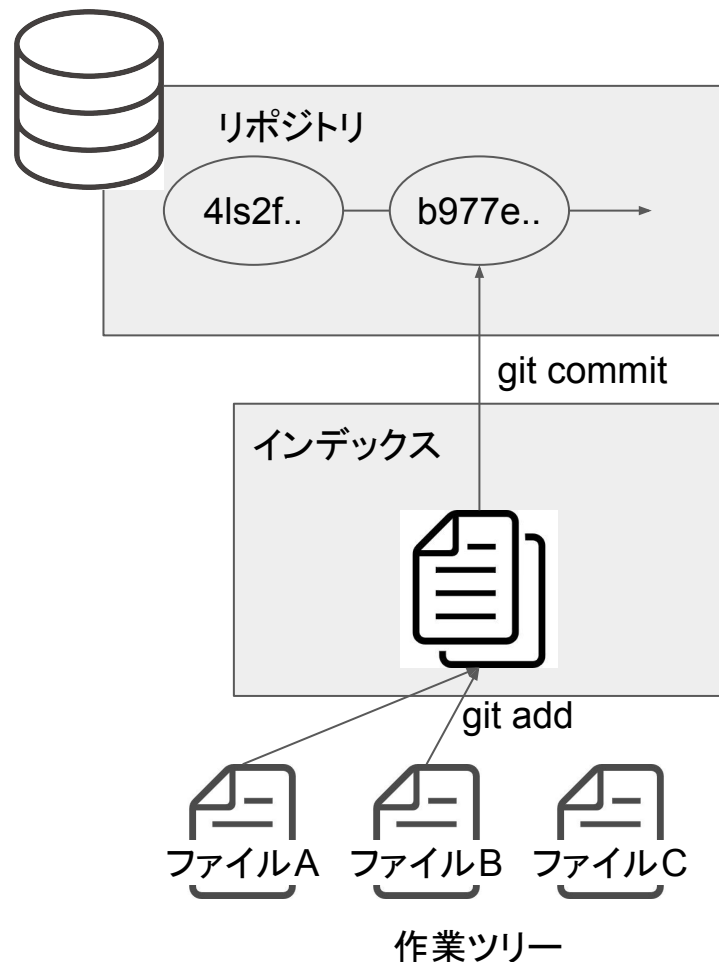 リポジトリ
4ls2f..
b977e..
git commit
インデックス
git add
ファイルA
ファイルB
ファイルC
作業ツリー